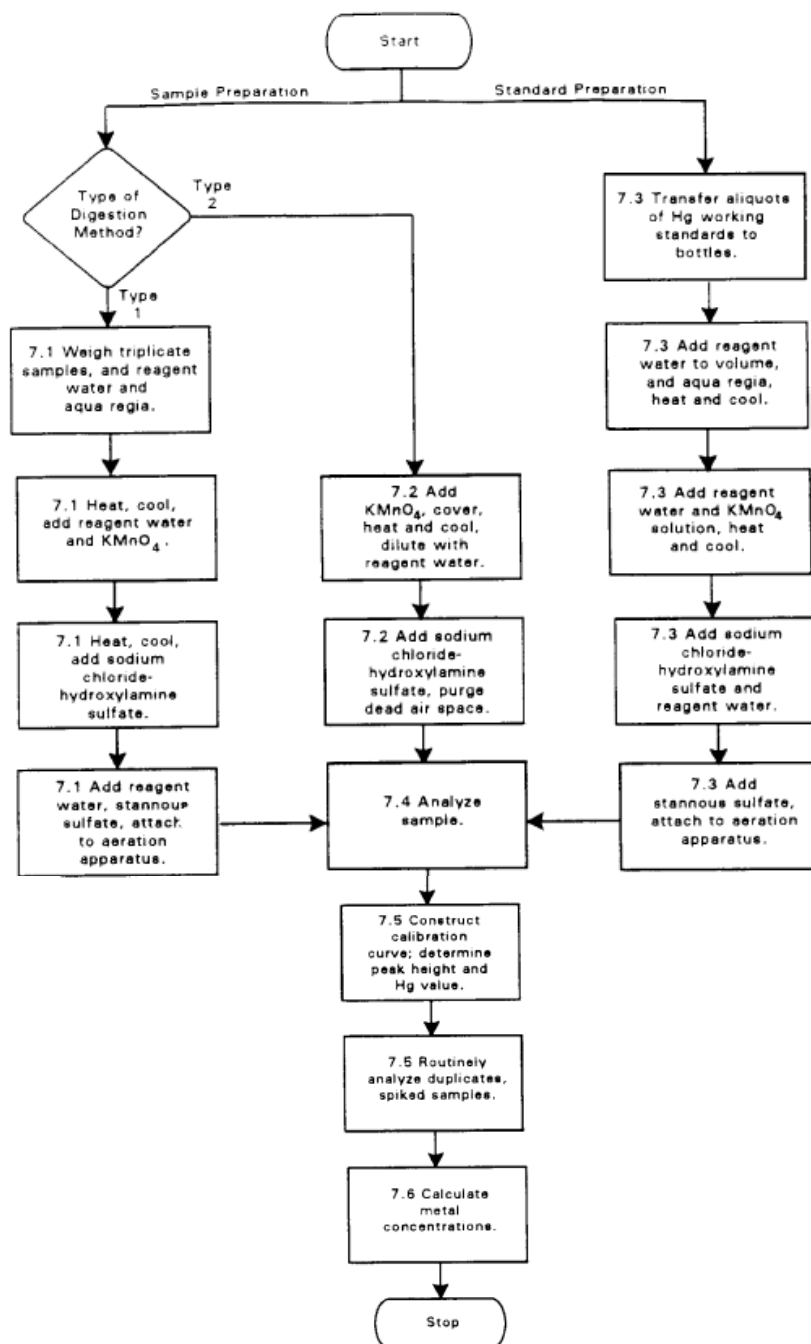 Start
Sample Preparation
Standard Preparation
Type of
Digestion
Method?
Type
2
Type
1
7.1 Weigh triplicate
samples, and reagent
water and
aqua regia.
7.1 Heat, cool,
add reagent water
and KMnO₄ .
7.1 Heat, cool,
add sodium
chloride-
hydroxylamine
sulfate.
7.1 Add reagent
water, stannous
sulfate, attach
to aeration
apparatus.
7.2 Add
KMnO₄, cover,
heat and cool,
dilute with
reagent water.
7.2 Add sodium
chloride-
hydroxylamine
sulfate, purge
dead air space.
7.3 Transfer aliquots
of Hg working
standards to
bottles.
7.3 Add reagent
water to volume,
and aqua regia,
heat and cool.
7.3 Add reagent
water and KMnO₄
solution, heat
and cool.
7.3 Add sodium
chloride-
hydroxylamine
sulfate and
reagent water.
7.3 Add
stannous sulfate,
attach to aeration
apparatus.
7.4 Analyze
sample.
7.5 Construct
calibration
curve; determine
peak height and
Hg value.
7.5 Routinely
analyze duplicates,
spiked samples.
7.6 Calculate
metal
concentrations.
Stop